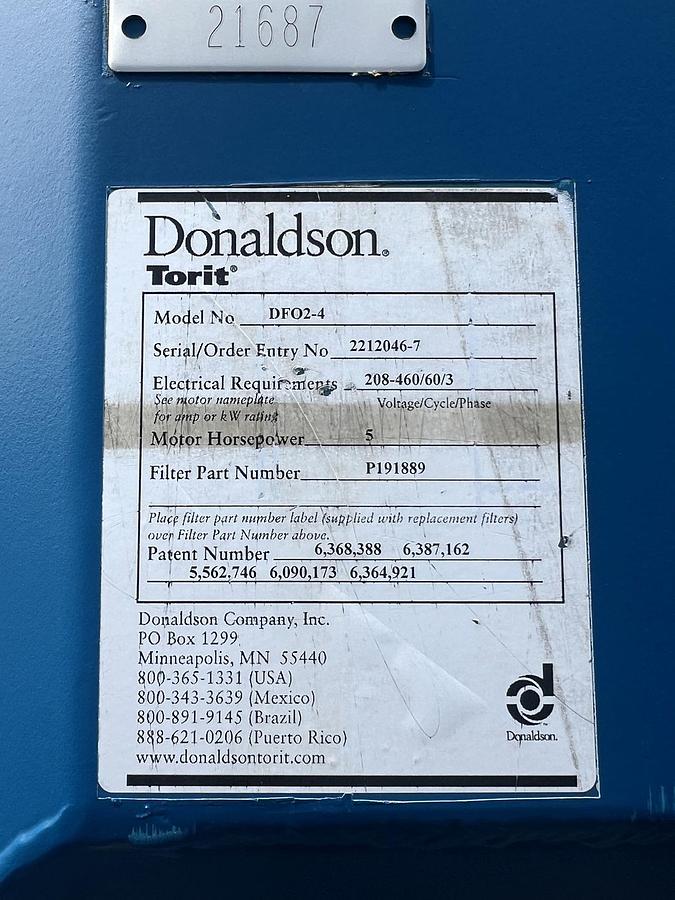 21687
Donaldson®
Torit®
Model No DFO2-4
Serial/Order Entry No 2212046-7
Electrical Requirements 208-460/60/3
See motor nameplate Voltage/Cycle/Phase
for amp or kW rating
Motor Horsepower 5
Filter Part Number P191889
Place filter part number label (supplied with replacement filters)
over Filter Part Number above.
Patent Number 6,368,388 6,387,162
5,562,746 6,090,173 6,364,921
Donaldson Company, Inc.
PO Box 1299
Minneapolis, MN 55440
800-365-1331 (USA)
800-343-3639 (Mexico)
800-891-9145 (Brazil)
888-621-0206 (Puerto Rico)
www.donaldsontorit.com
Donaldson.